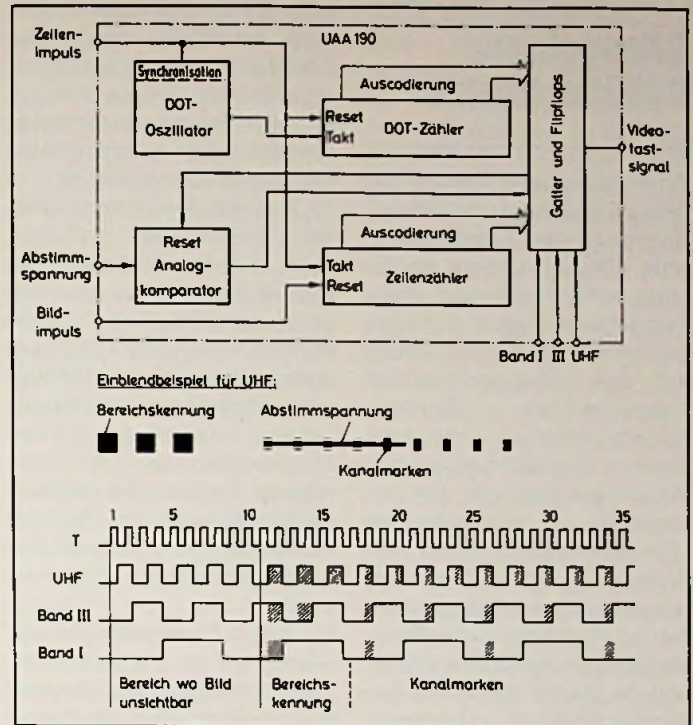 Zeilen-
impuls
UAA 190
Synchronisation
DOT-
Oszillator
Auscodierung
Reset
Takt
DOT-Zähler
Gatter und Flipflops
Video-
tast-
signal
Abstimm-
spannung
Reset
Analog-
komparator
Auscodierung
Takt
Reset
Zeilenzähler
Bild-
impuls
Band I III UHF
Einblendbeispiel für UHF:
Bereichskennung
Abstimmspannung
Kanalmarken
1 5 10 15 20 25 30 35
T
UHF
Band III
Band I
Bereich wo Bild
unsichtbar
Bereichs-
kennung
Kanalmarken